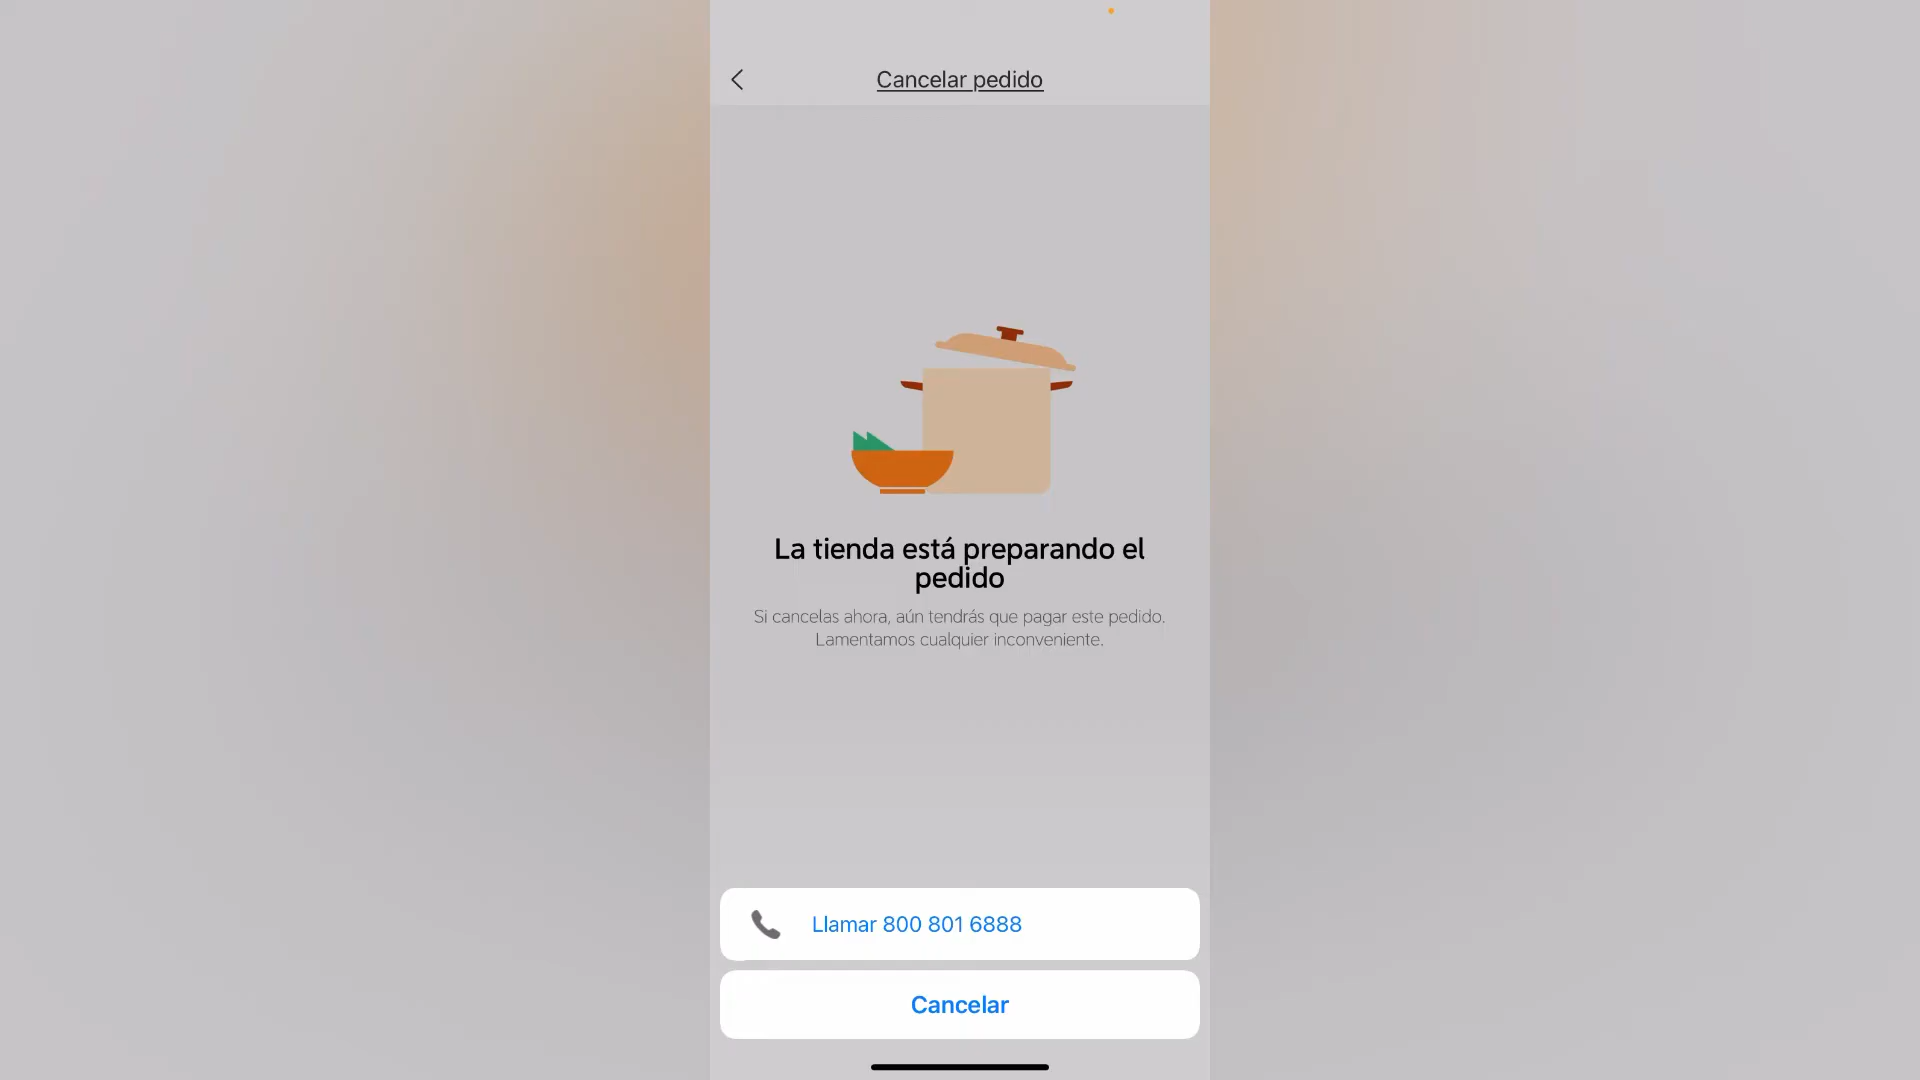 Cancelar pedido
La tienda está preparando el
pedido
Si cancelas ahora, aún tendrás que pagar este pedido.
Lamentamos cualquier inconveniente.
Llamar 800 801 6888
Cancelar